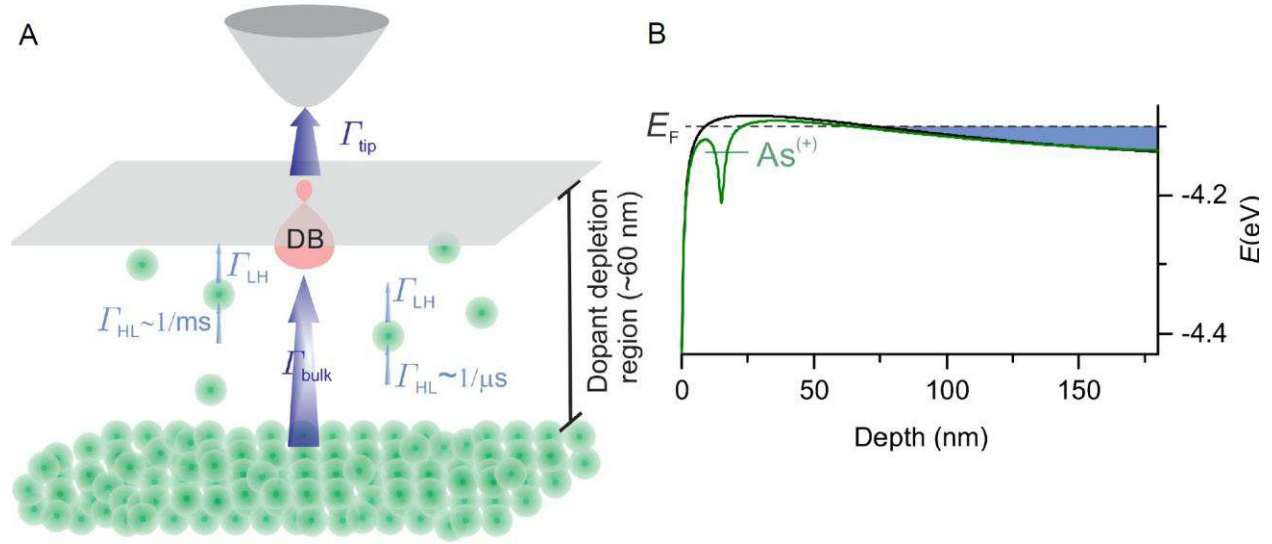 A
Γtip
DB
ΓLH
ΓHL~1/ms
Γbulk
ΓLH
ΓHL~1/μs
Dopant depletion
region (~60 nm)
B
EF
As(+)
-4.2
-4.4
E(eV)
0
50
100
150
Depth (nm)